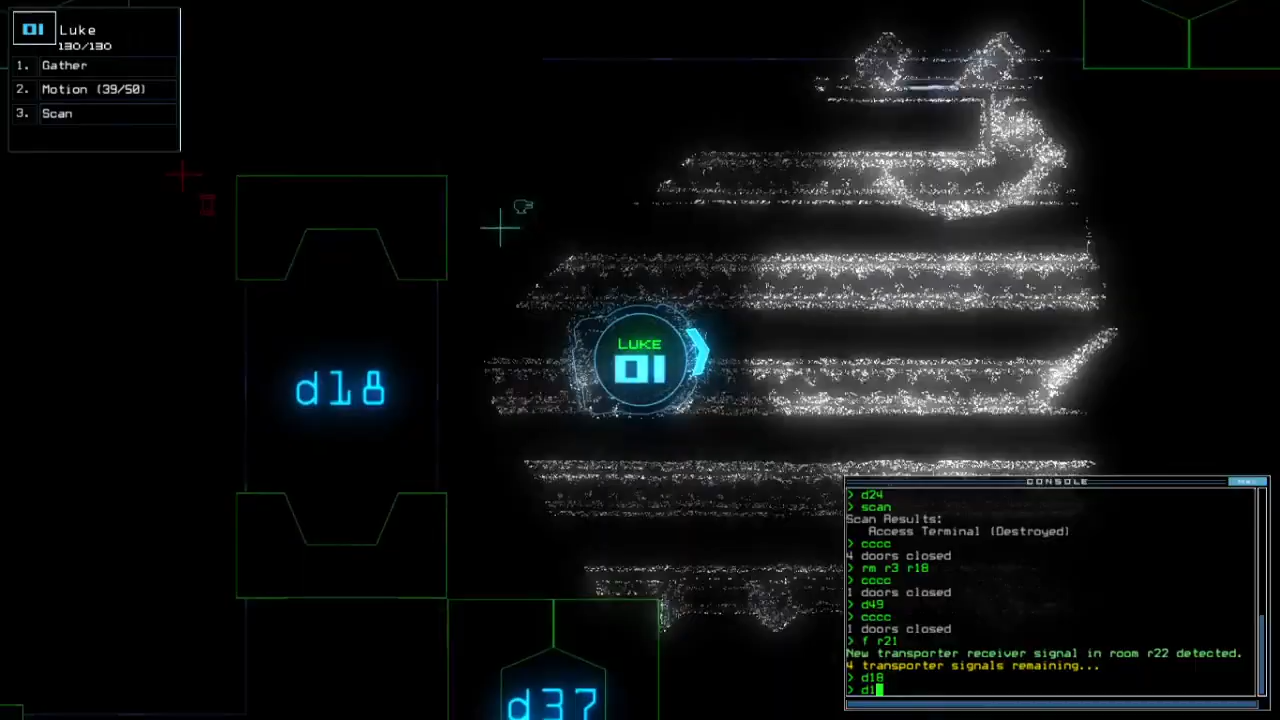 01 Luke
130/130
1. Gather
2. Motion (39/50)
3. Scan
d18
LUKE
01
d37
CONSOLE
> d24
> scan
Scan Results:
Access Terminal (Destroyed)
> cccc
4 doors closed
> rm r3 r18
> cccc
1 doors closed
> d49
> cccc
1 doors closed
> f r21
New transporter receiver signal in room r22 detected.
4 transporter signals remaining...
> d18
> d1